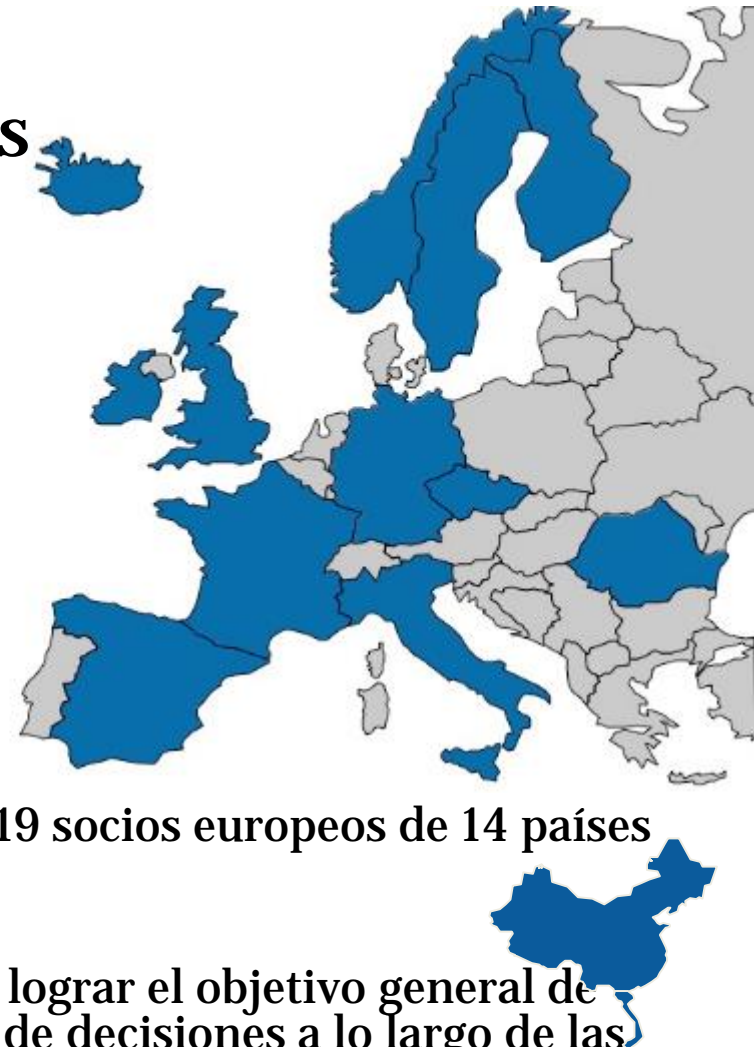 s
19 socios europeos de 14 países
lograr el objetivo general de
de decisiones a lo largo de las